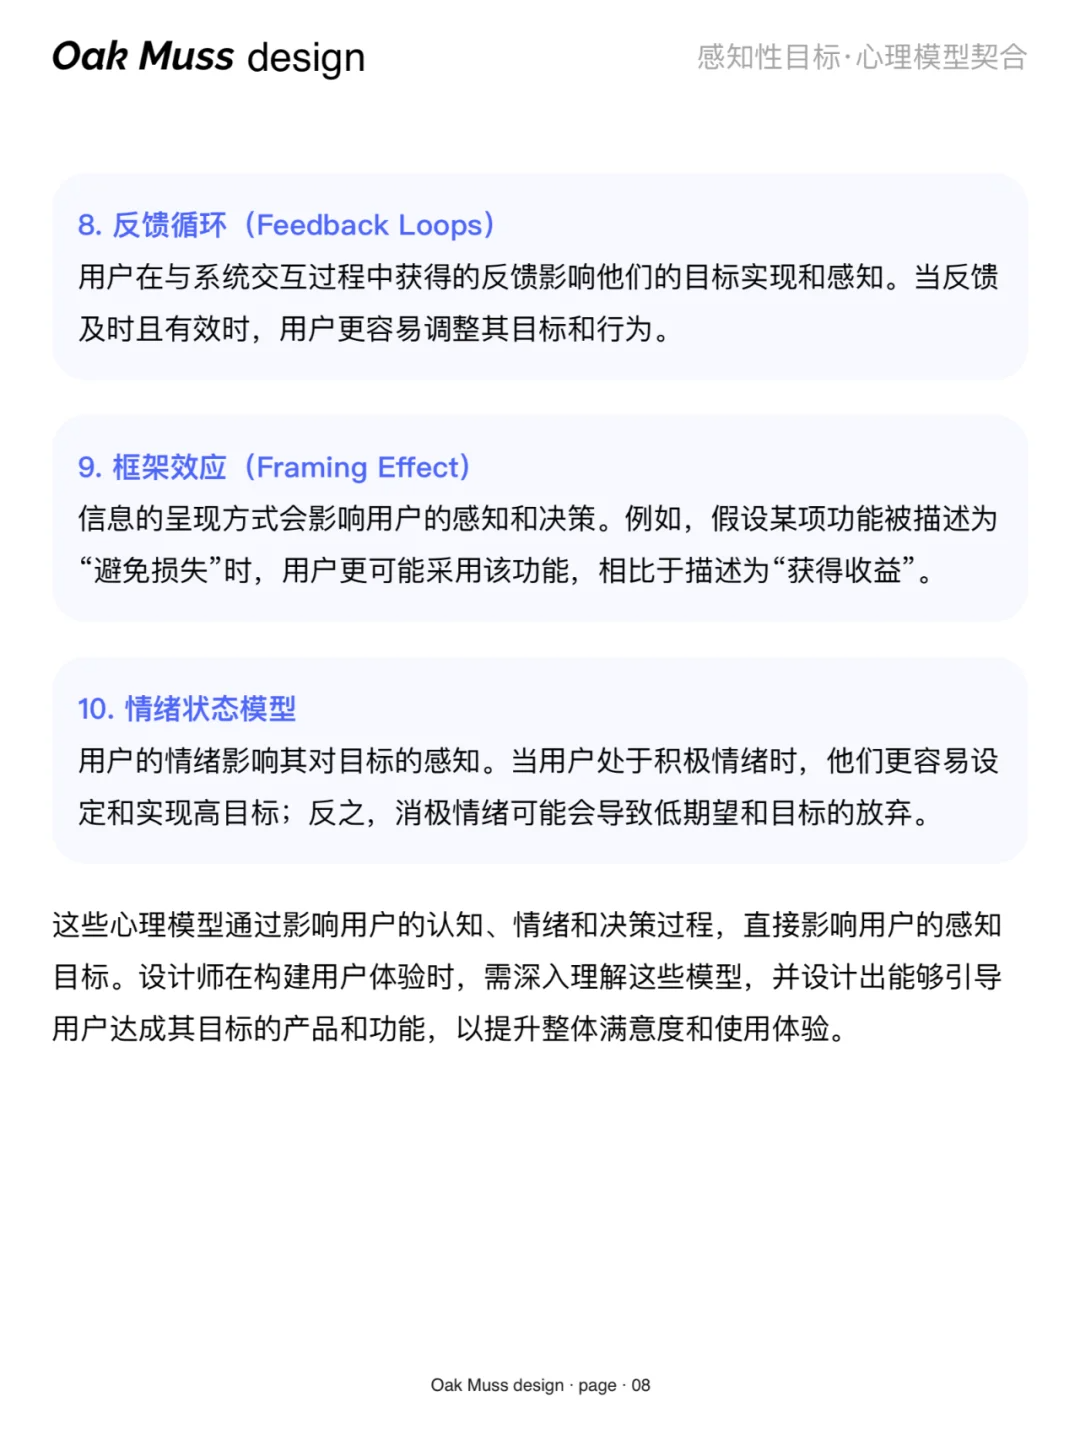 Oak Muss design
感知性目标·心理模型契合
8. 反馈循环（Feedback Loops）
用户在与系统交互过程中获得的反馈影响他们的目标实现和感知。当反馈
及时且有效时，用户更容易调整其目标和行为。
9. 框架效应（Framing Effect）
信息的呈现方式会影响用户的感知和决策。例如，假设某项功能被描述为
“避免损失”时，用户更可能采用该功能，相比于描述为“获得收益”。
10. 情绪状态模型
用户的情绪影响其对目标的感知。当用户处于积极情绪时，他们更容易设
定和实现高目标；反之，消极情绪可能会导致低期望和目标的放弃。
这些心理模型通过影响用户的认知、情绪和决策过程，直接影响用户的感知
目标。设计师在构建用户体验时，需深入理解这些模型，并设计出能够引导
用户达成其目标的产品和功能，以提升整体满意度和使用体验。
Oak Muss design · page · 08